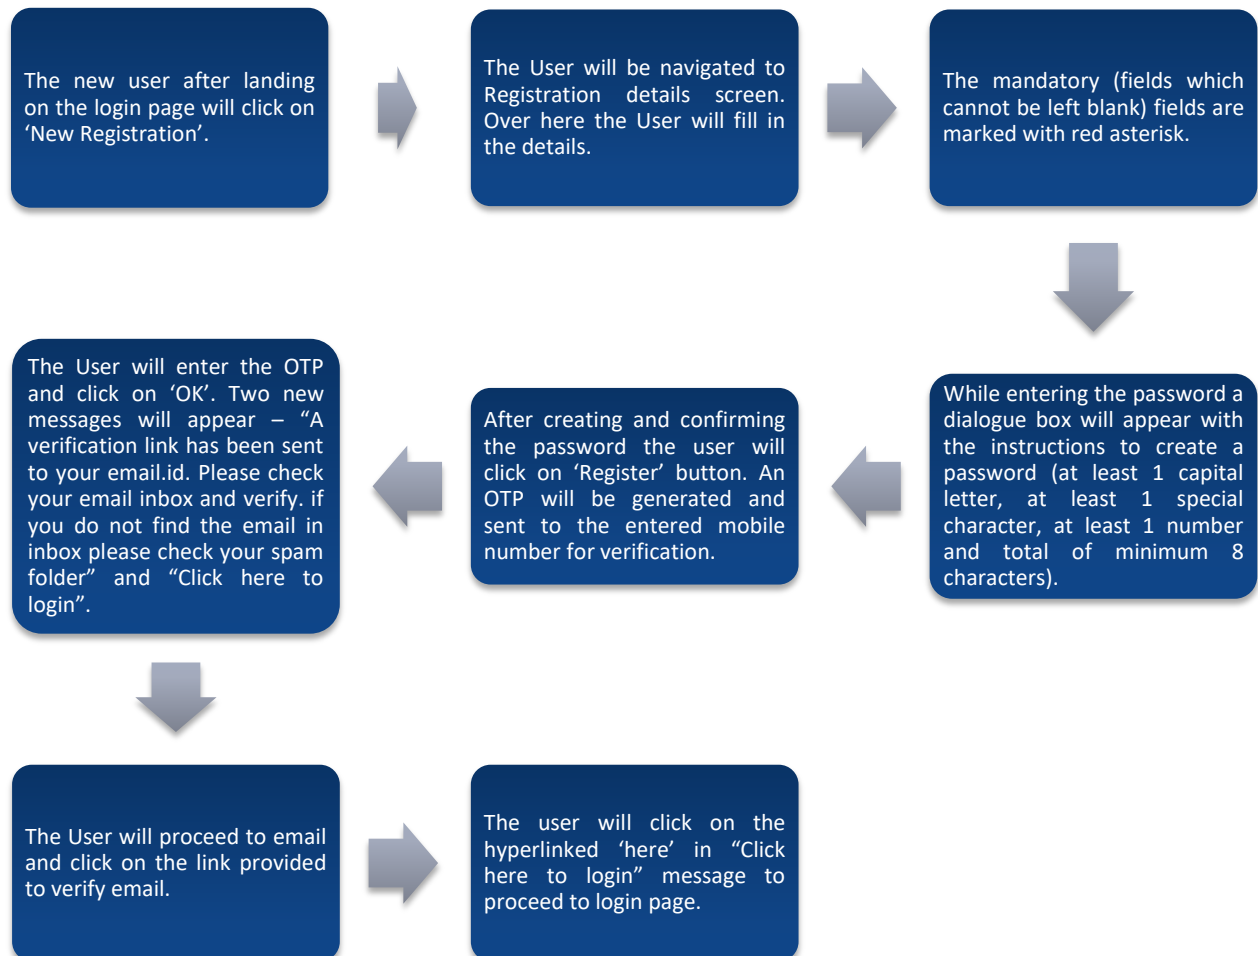 The new user after landing
on the login page will click on
‘New Registration’.
The User will be navigated to
Registration details screen.
Over here the User will fill in
the details.
The mandatory (fields which
cannot be left blank) fields are
marked with red asterisk.
While entering the password a
dialogue box will appear with
the instructions to create a
password (at least 1 capital
letter, at least 1 special
character, at least 1 number
and total of minimum 8
characters).
After creating and confirming
the password the user will
click on ‘Register’ button. An
OTP will be generated and
sent to the entered mobile
number for verification.
The User will enter the OTP
and click on ‘OK’. Two new
messages will appear – “A
verification link has been sent
to your email.id. Please check
your email inbox and verify. if
you do not find the email in
inbox please check your spam
folder” and “Click here to
login”.
The User will proceed to email
and click on the link provided
to verify email.
The user will click on the
hyperlinked ‘here’ in “Click
here to login” message to
proceed to login page.